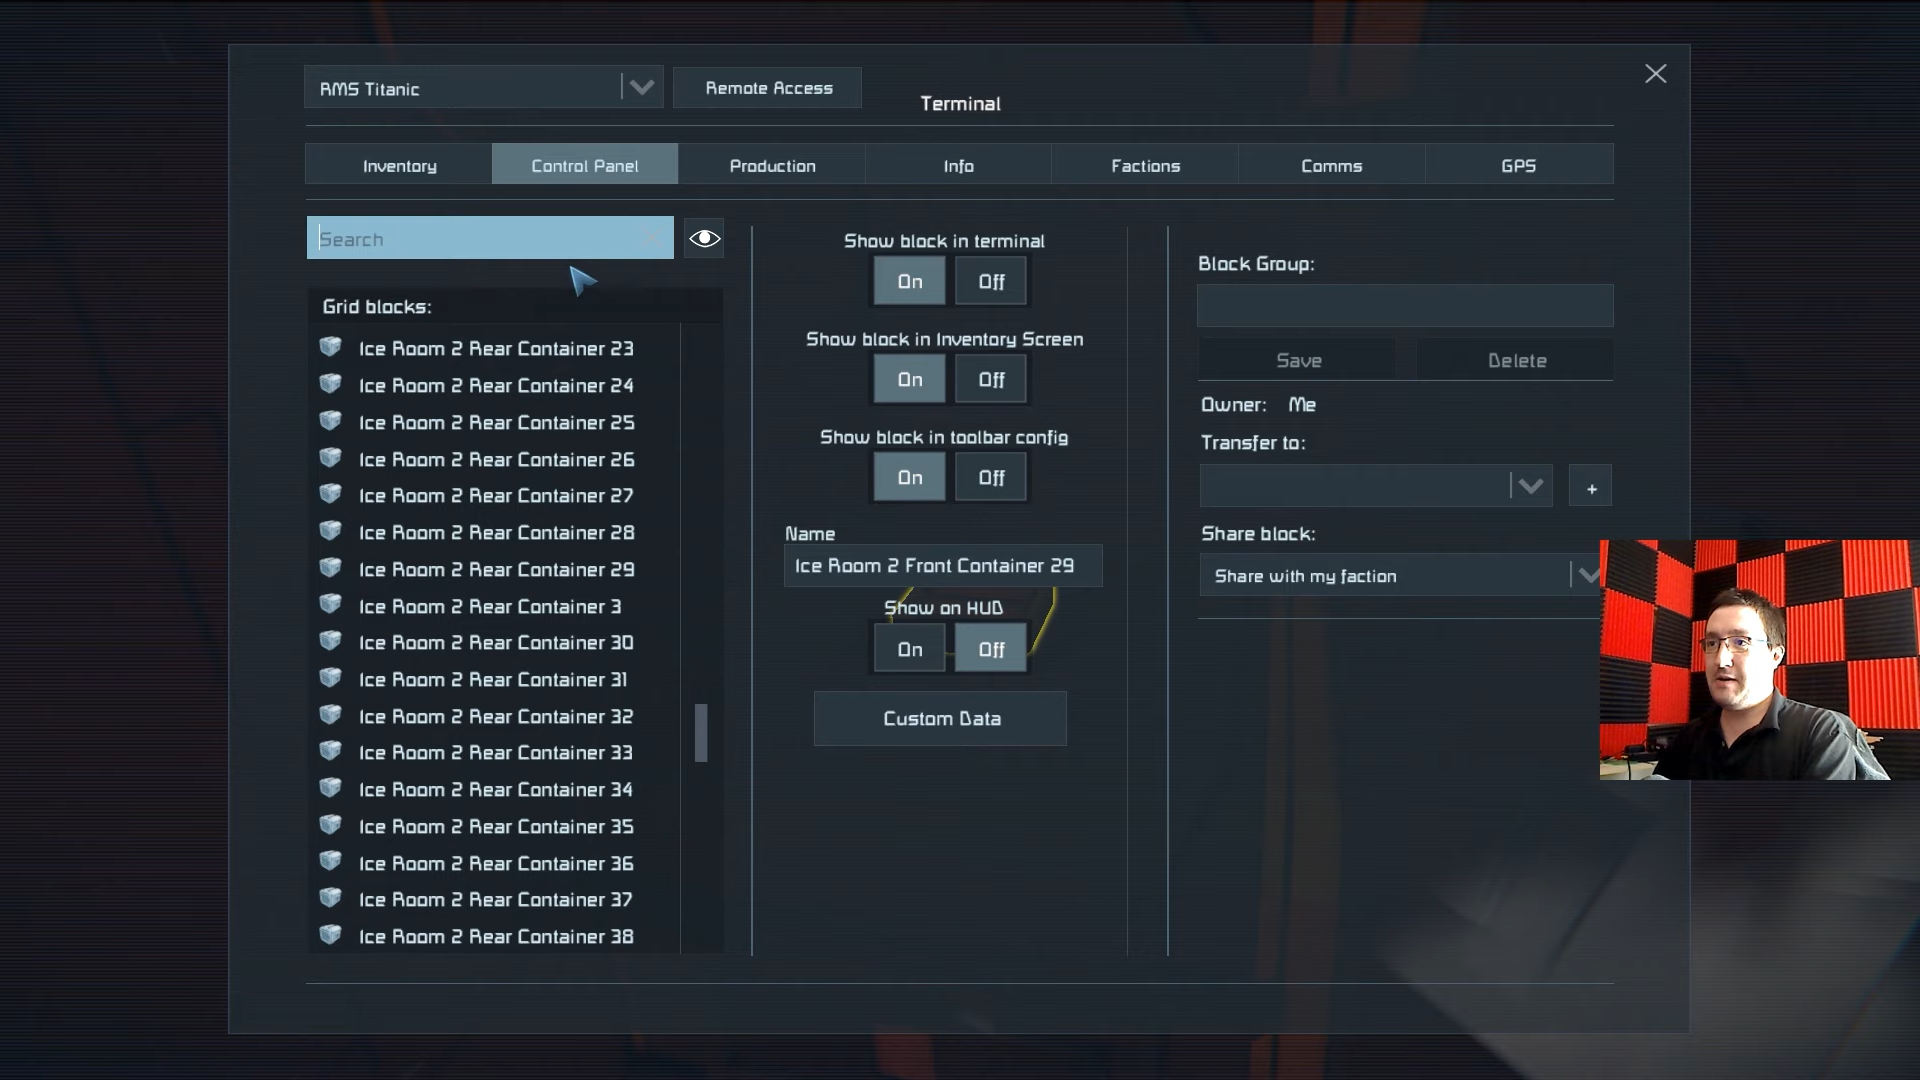 RMS Titanic
Remote Access
Terminal
Inventory
Control Panel
Production
Info
Factions
Comms
GPS
Search
Grid blocks:
Ice Room 2 Rear Container 23
Ice Room 2 Rear Container 24
Ice Room 2 Rear Container 25
Ice Room 2 Rear Container 26
Ice Room 2 Rear Container 27
Ice Room 2 Rear Container 28
Ice Room 2 Rear Container 29
Ice Room 2 Rear Container 3
Ice Room 2 Rear Container 30
Ice Room 2 Rear Container 31
Ice Room 2 Rear Container 32
Ice Room 2 Rear Container 33
Ice Room 2 Rear Container 34
Ice Room 2 Rear Container 35
Ice Room 2 Rear Container 36
Ice Room 2 Rear Container 37
Ice Room 2 Rear Container 38
Show block in terminal
On Off
Show block in Inventory Screen
On Off
Show block in toolbar config
On Off
Name
Ice Room 2 Front Container 29
Show on HUD
On Off
Custom Data
Block Group:
Save
Delete
Owner: Me
Transfer to:
+
Share block:
Share with my faction